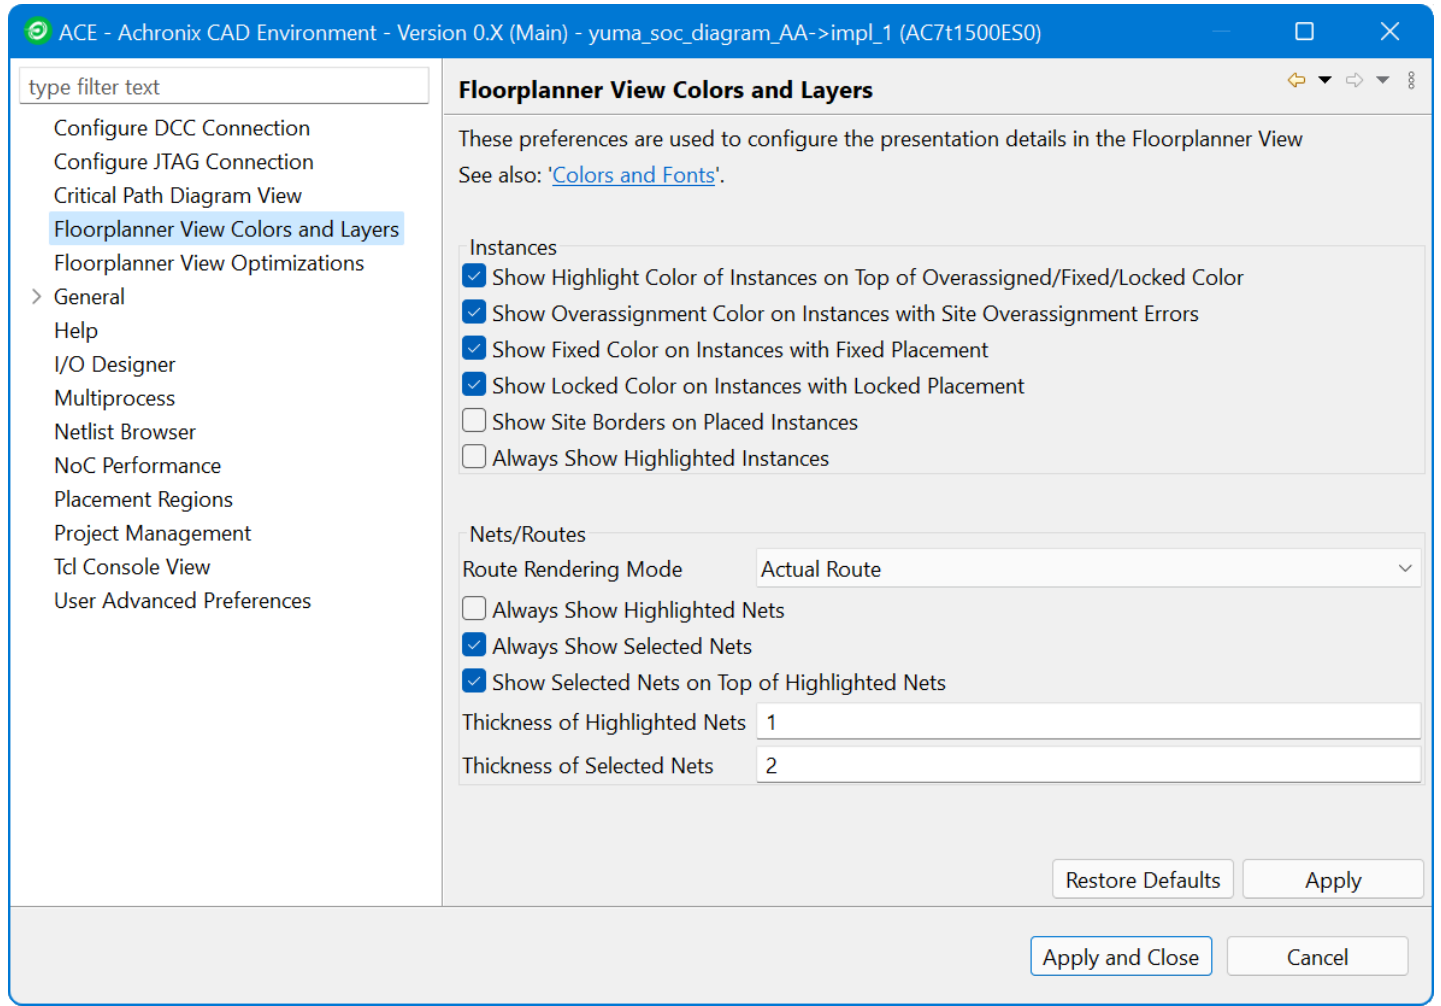 ACE - Achronix CAD Environment - Version 0.X (Main) - yuma_soc_diagram_AA->impl_1 (AC7t1500ES0)
type filter text
Configure DCC Connection
Configure JTAG Connection
Critical Path Diagram View
Floorplanner View Colors and Layers
Floorplanner View Optimizations
General
Help
I/O Designer
Multiprocess
Netlist Browser
NoC Performance
Placement Regions
Project Management
Tcl Console View
User Advanced Preferences
Floorplanner View Colors and Layers
These preferences are used to configure the presentation details in the Floorplanner View
See also: 'Colors and Fonts'.
Instances
Show Highlight Color of Instances on Top of Overassigned/Fixed/Locked Color
Show Overassignment Color on Instances with Site Overassignment Errors
Show Fixed Color on Instances with Fixed Placement
Show Locked Color on Instances with Locked Placement
Show Site Borders on Placed Instances
Always Show Highlighted Instances
Nets/Routes
Route Rendering Mode Actual Route
Always Show Highlighted Nets
Always Show Selected Nets
Show Selected Nets on Top of Highlighted Nets
Thickness of Highlighted Nets 1
Thickness of Selected Nets 2
Restore Defaults Apply
Apply and Close Cancel